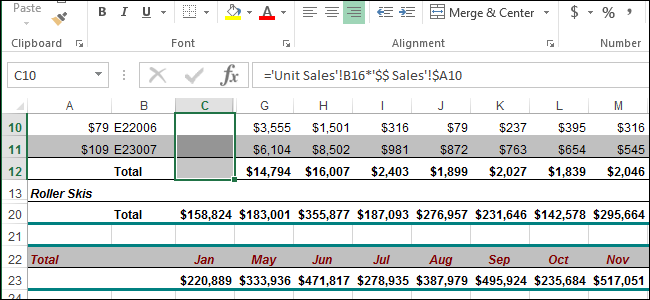 Paste
B I U
A
Merge & Center
$ % ,
Clipboard Font Alignment Number
C10 fx ='Unit Sales'!B16*'$$ Sales'!$A10
A B C G H I J K L M
10 $79 E22006 $3,555 $1,501 $316 $79 $237 $395 $316
11 $109 E23007 $6,104 $8,502 $981 $872 $763 $654 $545
12 Total $14,794 $16,007 $2,403 $1,899 $2,027 $1,839 $2,046
13 Roller Skis
20 Total $158,824 $183,001 $355,877 $187,093 $276,957 $231,646 $142,578 $295,664
21
22 Total Jan May Jun Jul Aug Sep Oct Nov
23 $220,889 $333,936 $471,817 $278,935 $387,979 $495,924 $235,684 $517,051